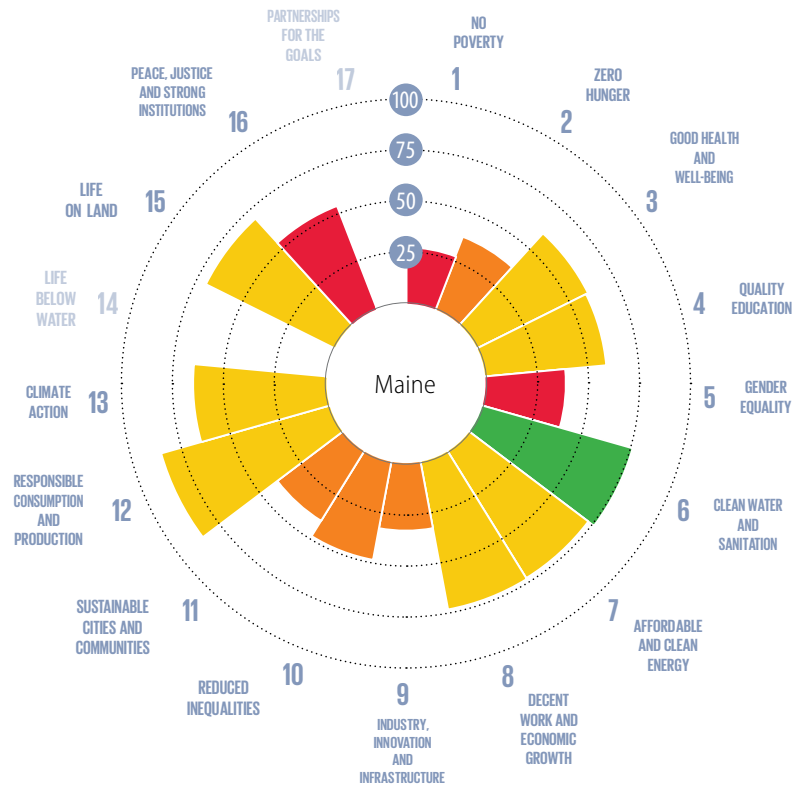 NO
POVERTY
1
ZERO
HUNGER
2
GOOD HEALTH
AND
WELL-BEING
3
QUALITY
EDUCATION
4
GENDER
EQUALITY
5
CLEAN WATER
AND
SANITATION
6
AFFORDABLE
AND CLEAN
ENERGY
7
DECENT
WORK AND
ECONOMIC
GROWTH
8
INDUSTRY,
INNOVATION
AND
INFRASTRUCTURE
9
REDUCED
INEQUALITIES
10
SUSTAINABLE
CITIES AND
COMMUNITIES
11
RESPONSIBLE
CONSUMPTION
AND
PRODUCTION
12
CLIMATE
ACTION
13
LIFE
BELOW
WATER
14
LIFE
ON LAND
15
PEACE, JUSTICE
AND STRONG
INSTITUTIONS
16
PARTNERSHIPS
FOR THE
GOALS
17
100
75
50
25
Maine